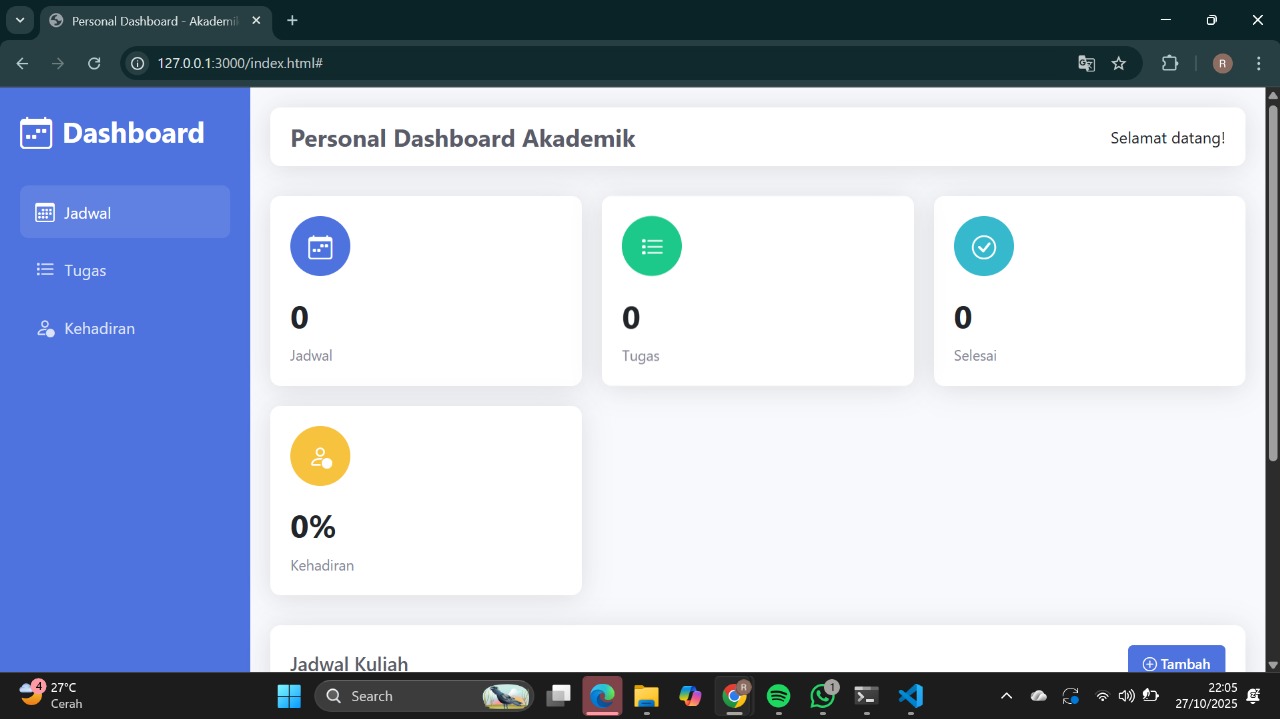 Personal Dashboard - Akademik
127.0.0.1:3000/index.html#
R
Dashboard
Jadwal
Tugas
Kehadiran
Personal Dashboard Akademik
Selamat datang!
0
Jadwal
0
Tugas
0
Selesai
0%
Kehadiran
Jadwal Kuliah
Tambah
4
27°C
Cerah
Search
R
1
22:05
27/10/2025